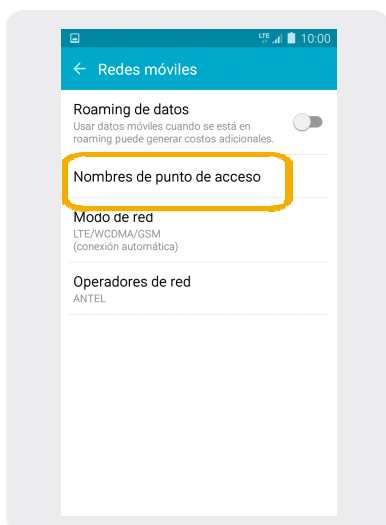 LTE 10:00
← Redes móviles
Roaming de datos
Usar datos móviles cuando se está en
roaming puede generar costos adicionales.
Nombres de punto de acceso
Modo de red
LTE/WCDMA/GSM
(conexión automática)
Operadores de red
ANTEL